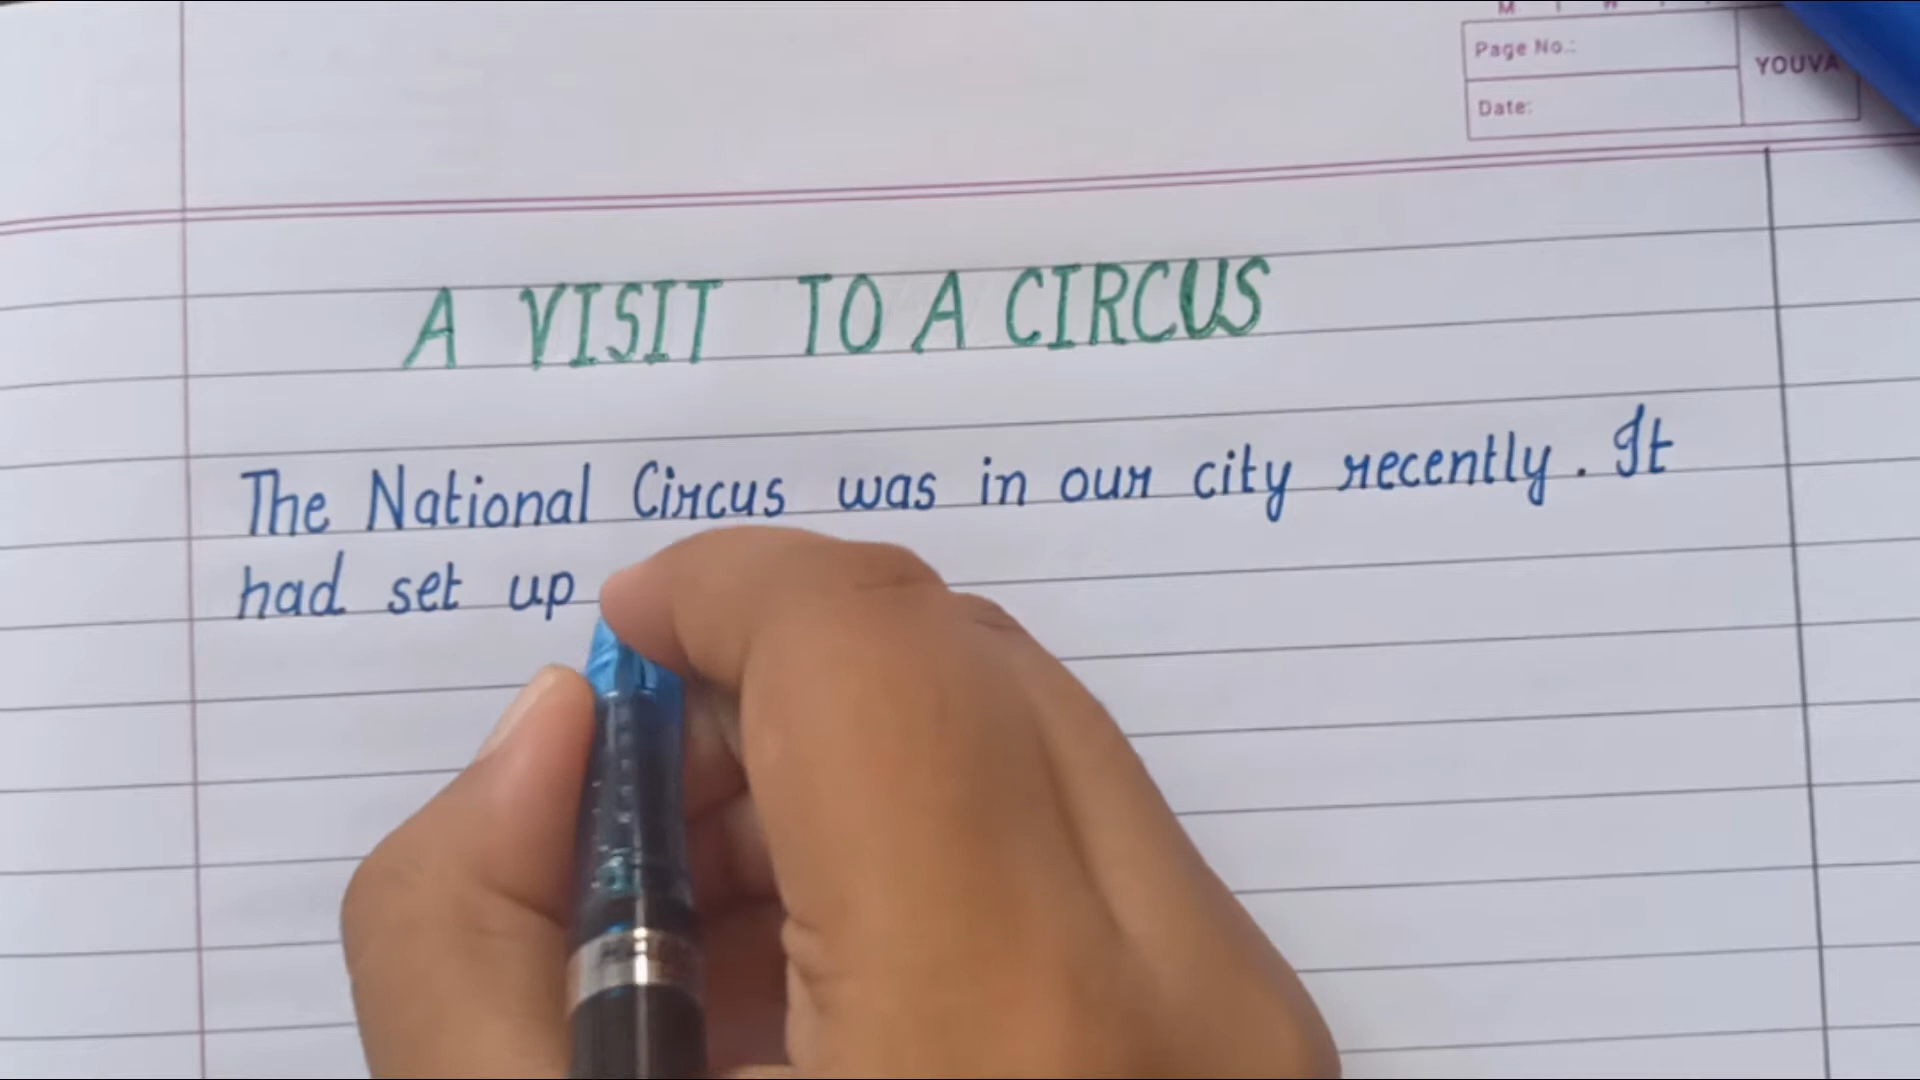 Page No.:
YOUVA
Date:
A VISIT TO A CIRCUS
The National Circus was in our city recently. It
had set up